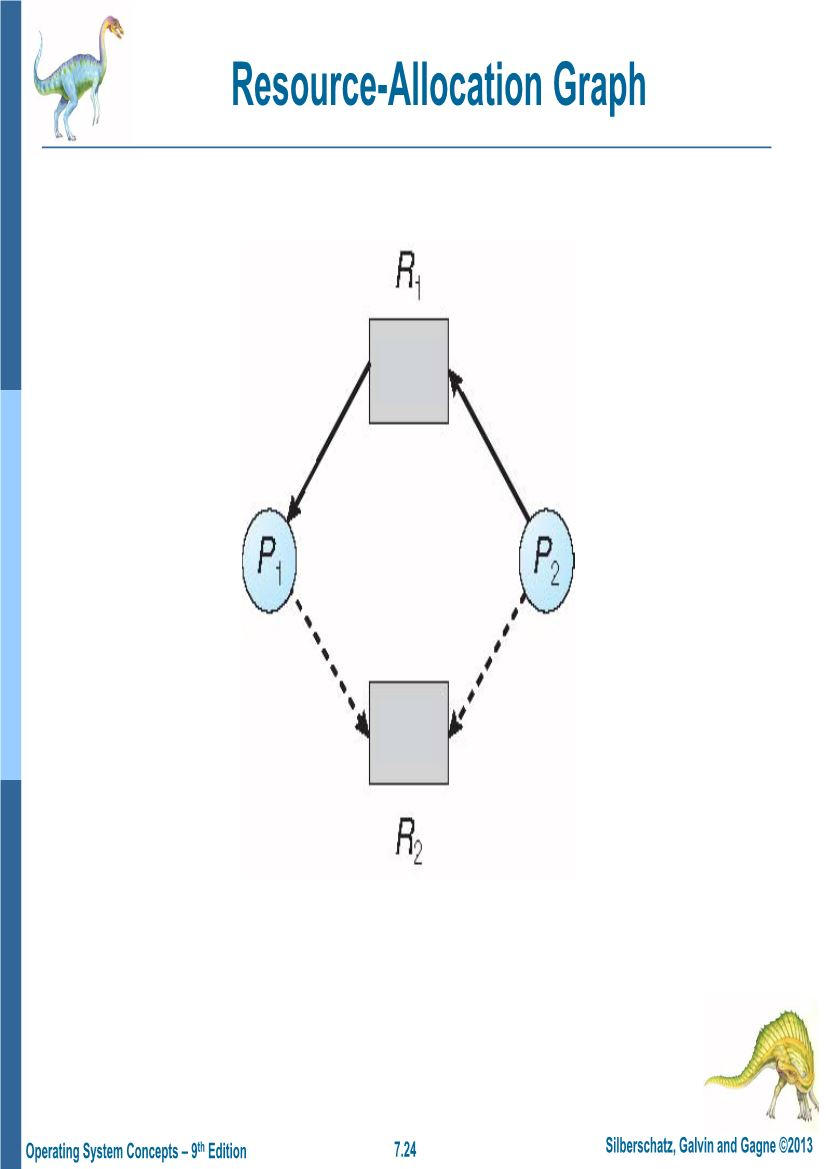 Resource-Allocation Graph
R1
P1
P2
R2
Operating System Concepts – 9th Edition
7.24
Silberschatz, Galvin and Gagne ©2013